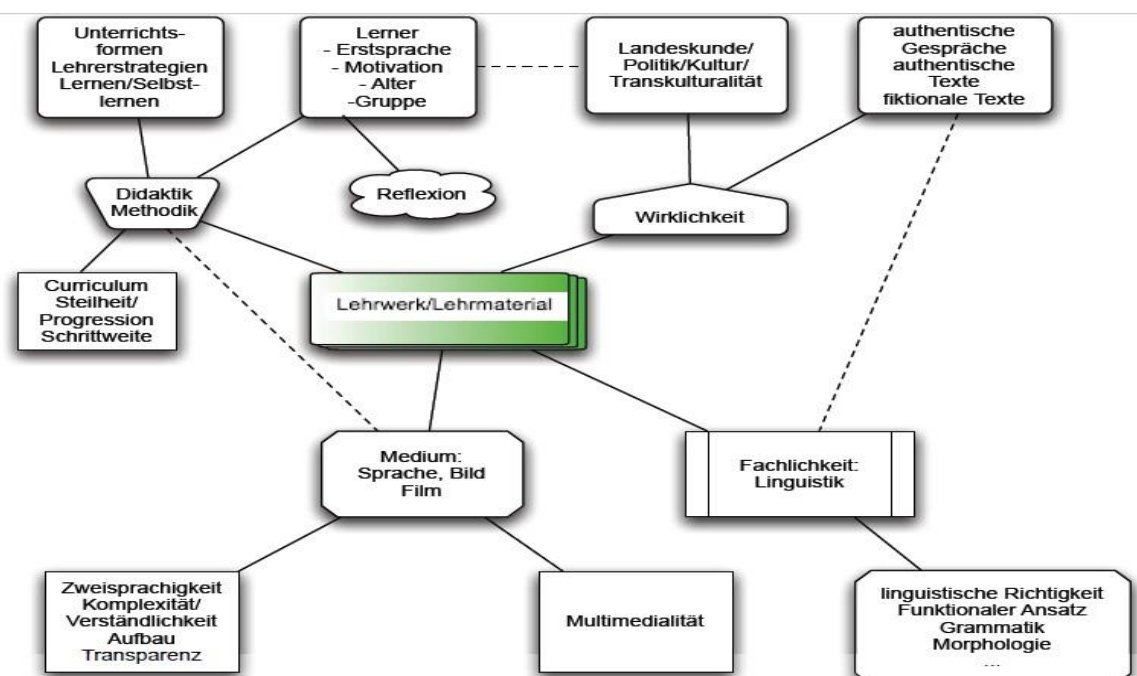 Unterrichts-
formen
Lehrerstrategien
Lernen/Selbst-
lernen
Lerner
- Erstsprache
- Motivation
- Alter
-Gruppe
Landeskunde/
Politik/Kultur/
Transkulturalität
authentische
Gespräche
authentische
Texte
fiktionale Texte
Didaktik
Methodik
Reflexion
Wirklichkeit
Curriculum
Steilheit/
Progression
Schrittweite
Lehrwerk/Lehrmaterial
Medium:
Sprache, Bild
Film
Fachlichkeit:
Linguistik
Zweisprachigkeit
Komplexität/
Verständlichkeit
Aufbau
Transparenz
Multimedialität
linguistische Richtigkeit
Funktionaler Ansatz
Grammatik
Morphologie
...